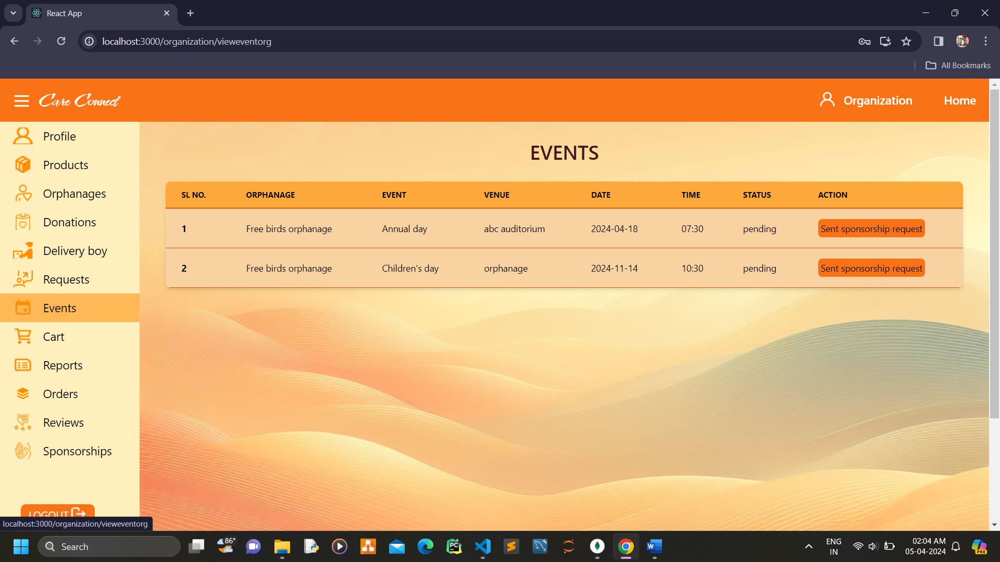 React App
localhost:3000/organization/vieweventorg
All Bookmarks
Care Connect
Organization
Home
Profile
Products
Orphanages
Donations
Delivery boy
Requests
Events
Cart
Reports
Orders
Reviews
Sponsorships
LOGOUT
EVENTS
SL NO. ORPHANAGE EVENT VENUE DATE TIME STATUS ACTION
1 Free birds orphanage Annual day abc auditorium 2024-04-18 07:30 pending Sent sponsorship request
2 Free birds orphanage Children's day orphanage 2024-11-14 10:30 pending Sent sponsorship request
localhost:3000/organization/vieweventorg
Search
86°
PC
W
ENG
IN
02:04 AM
05-04-2024
PRE